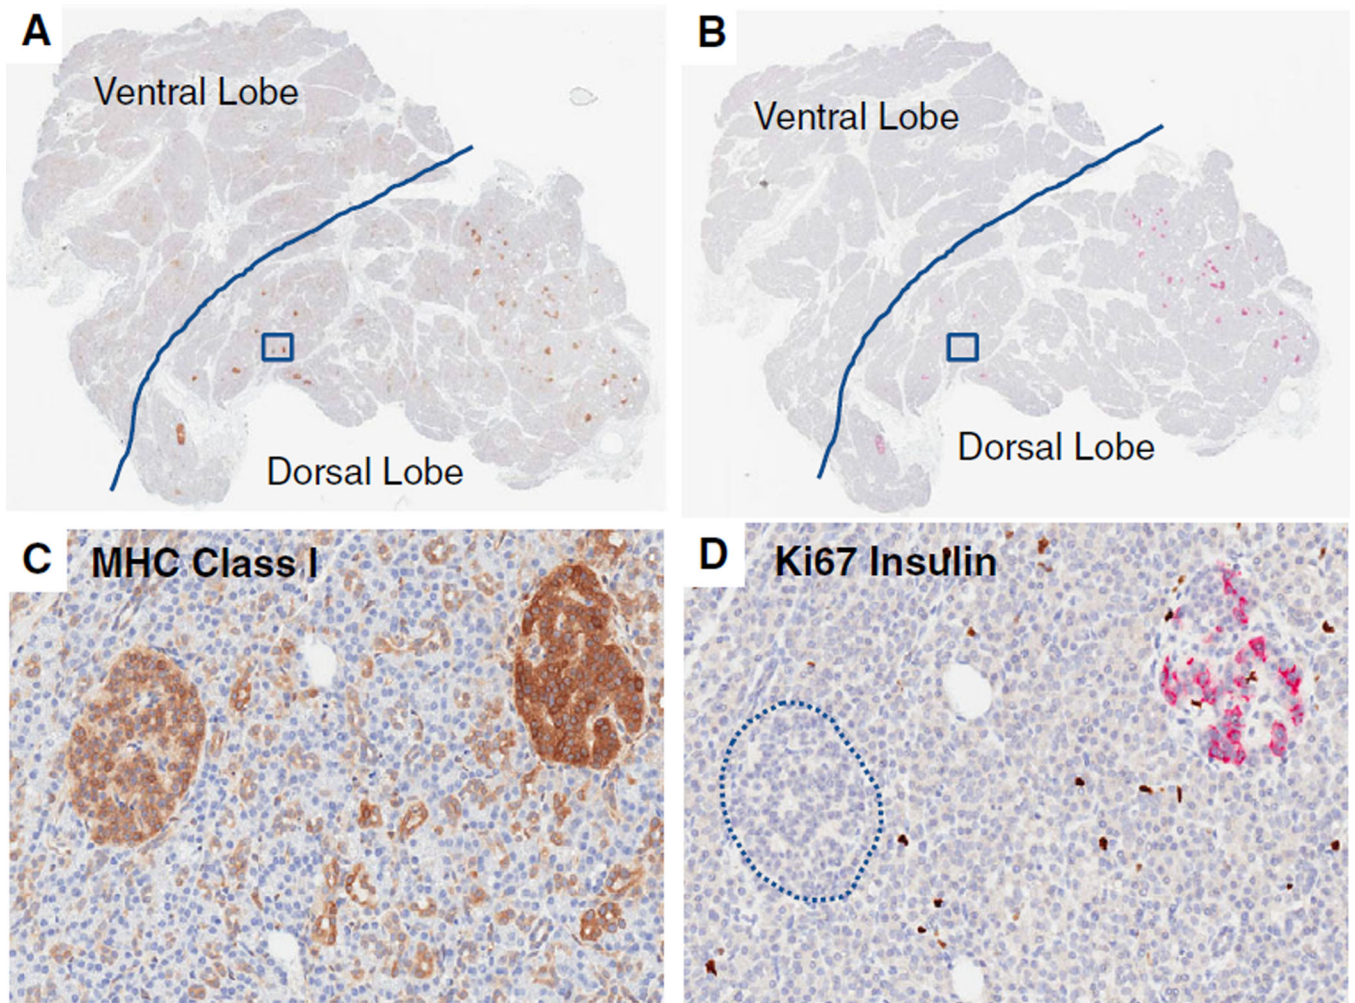 A
Ventral Lobe
Dorsal Lobe
B
Ventral Lobe
Dorsal Lobe
C
MHC Class I
D
Ki67 Insulin